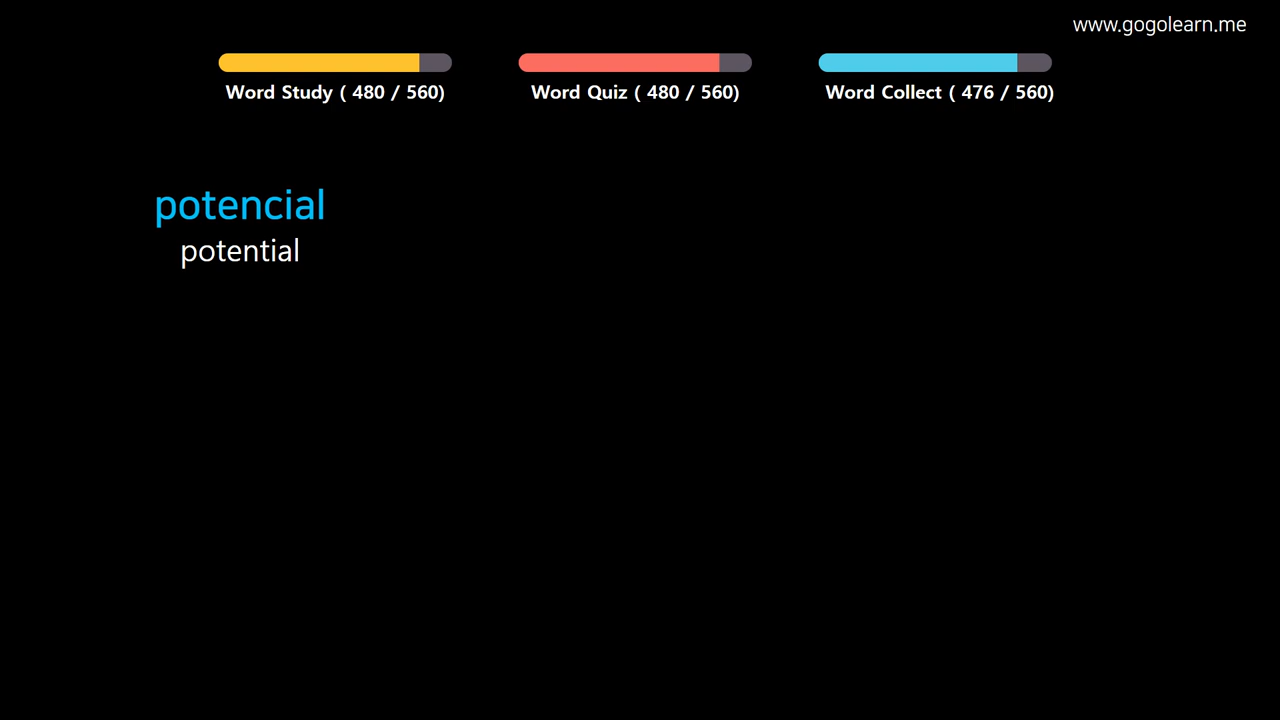 www.gogolearn.me
Word Study ( 480 / 560)
Word Quiz ( 480 / 560)
Word Collect ( 476 / 560)
potencial
potential